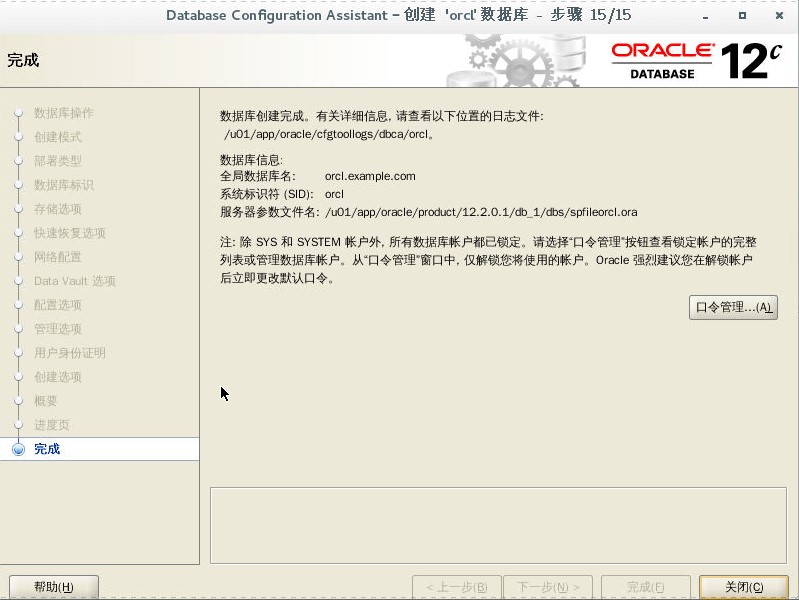 Database Configuration Assistant – 创建 'orcl' 数据库 - 步骤 15/15
完成
ORACLE
DATABASE
12c
数据库操作
创建模式
部署类型
数据库标识
存储选项
快速恢复选项
网络配置
Data Vault 选项
配置选项
管理选项
用户身份证明
创建选项
概要
进度页
完成
数据库创建完成。有关详细信息, 请查看以下位置的日志文件:
/u01/app/oracle/cfgtoollogs/dbca/orcl。
数据库信息:
全局数据库名: orcl.example.com
系统标识符 (SID): orcl
服务器参数文件名: /u01/app/oracle/product/12.2.0.1/db_1/dbs/spfileorcl.ora
注: 除 SYS 和 SYSTEM 帐户外, 所有数据库帐户都已锁定。请选择“口令管理”按钮查看锁定帐户的完整
列表或管理数据库帐户。从“口令管理”窗口中, 仅解锁您将使用的帐户。Oracle 强烈建议您在解锁帐户
后立即更改默认口令。
口令管理...(A)
帮助(H)
< 上一步(B)
下一步(N) >
完成(F)
关闭(C)